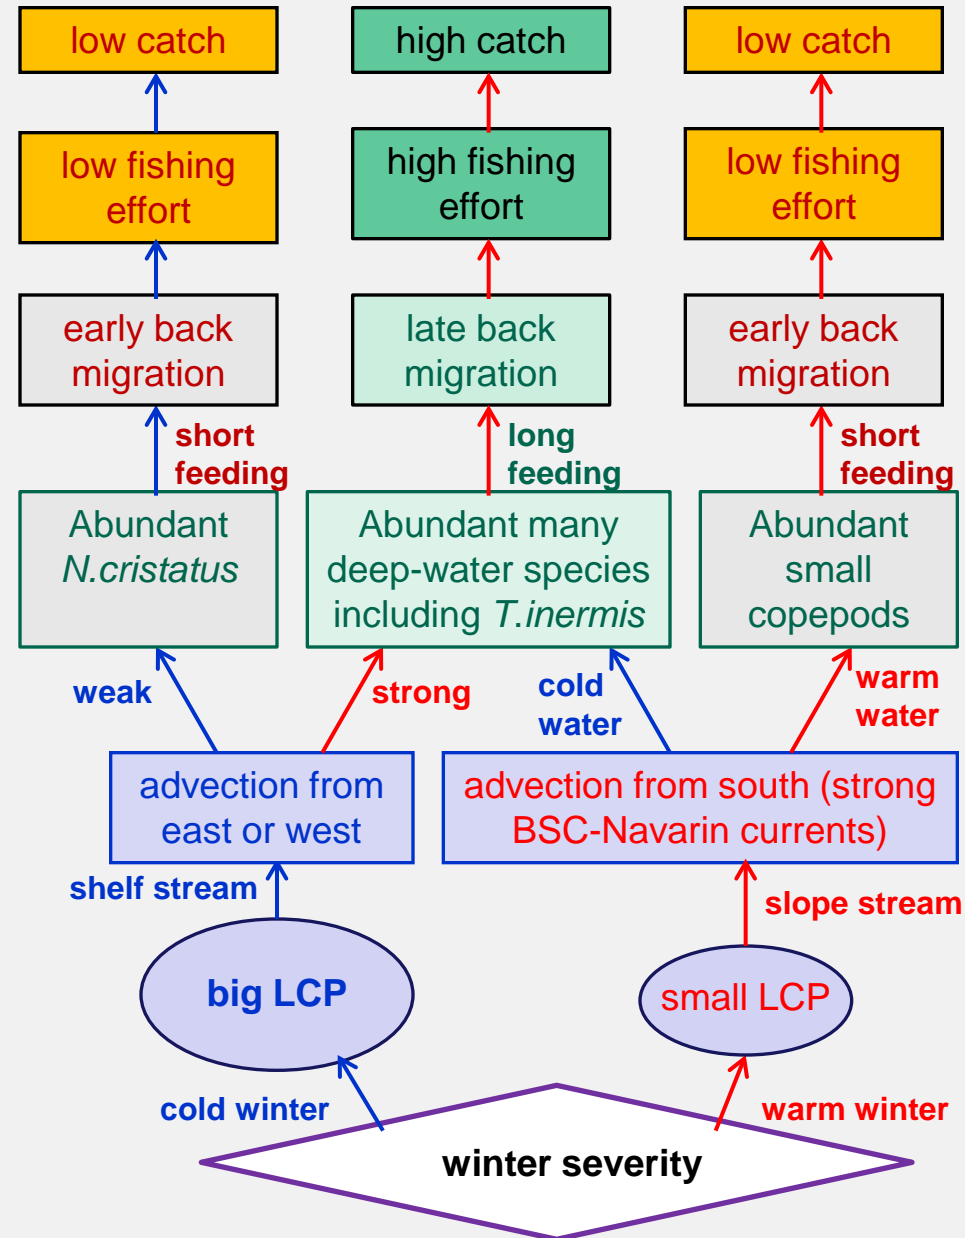 low catch
high catch
low catch
low fishing
effort
high fishing
effort
low fishing
effort
early back
migration
late back
migration
early back
migration
short
feeding
long
feeding
short
feeding
Abundant
N.cristatus
Abundant many
deep-water species
including T.inermis
Abundant
small
copepods
weak
strong
cold
water
warm
water
advection from
east or west
advection from south (strong
BSC-Navarin currents)
shelf stream
slope stream
big LCP
small LCP
cold winter
warm winter
winter severity